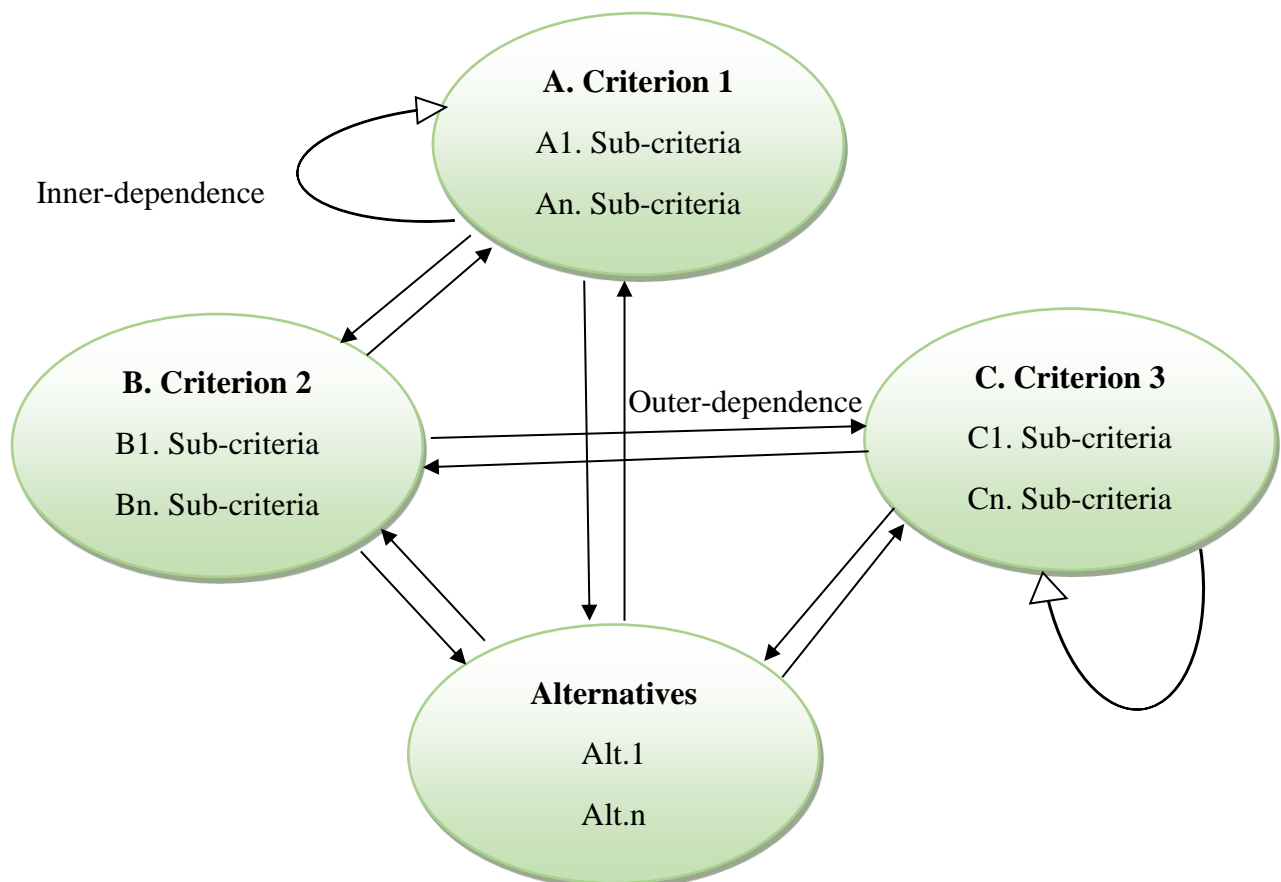 A. Criterion 1
A1. Sub-criteria
An. Sub-criteria
Inner-dependence
B. Criterion 2
B1. Sub-criteria
Bn. Sub-criteria
Outer-dependence
C. Criterion 3
C1. Sub-criteria
Cn. Sub-criteria
Alternatives
Alt.1
Alt.n